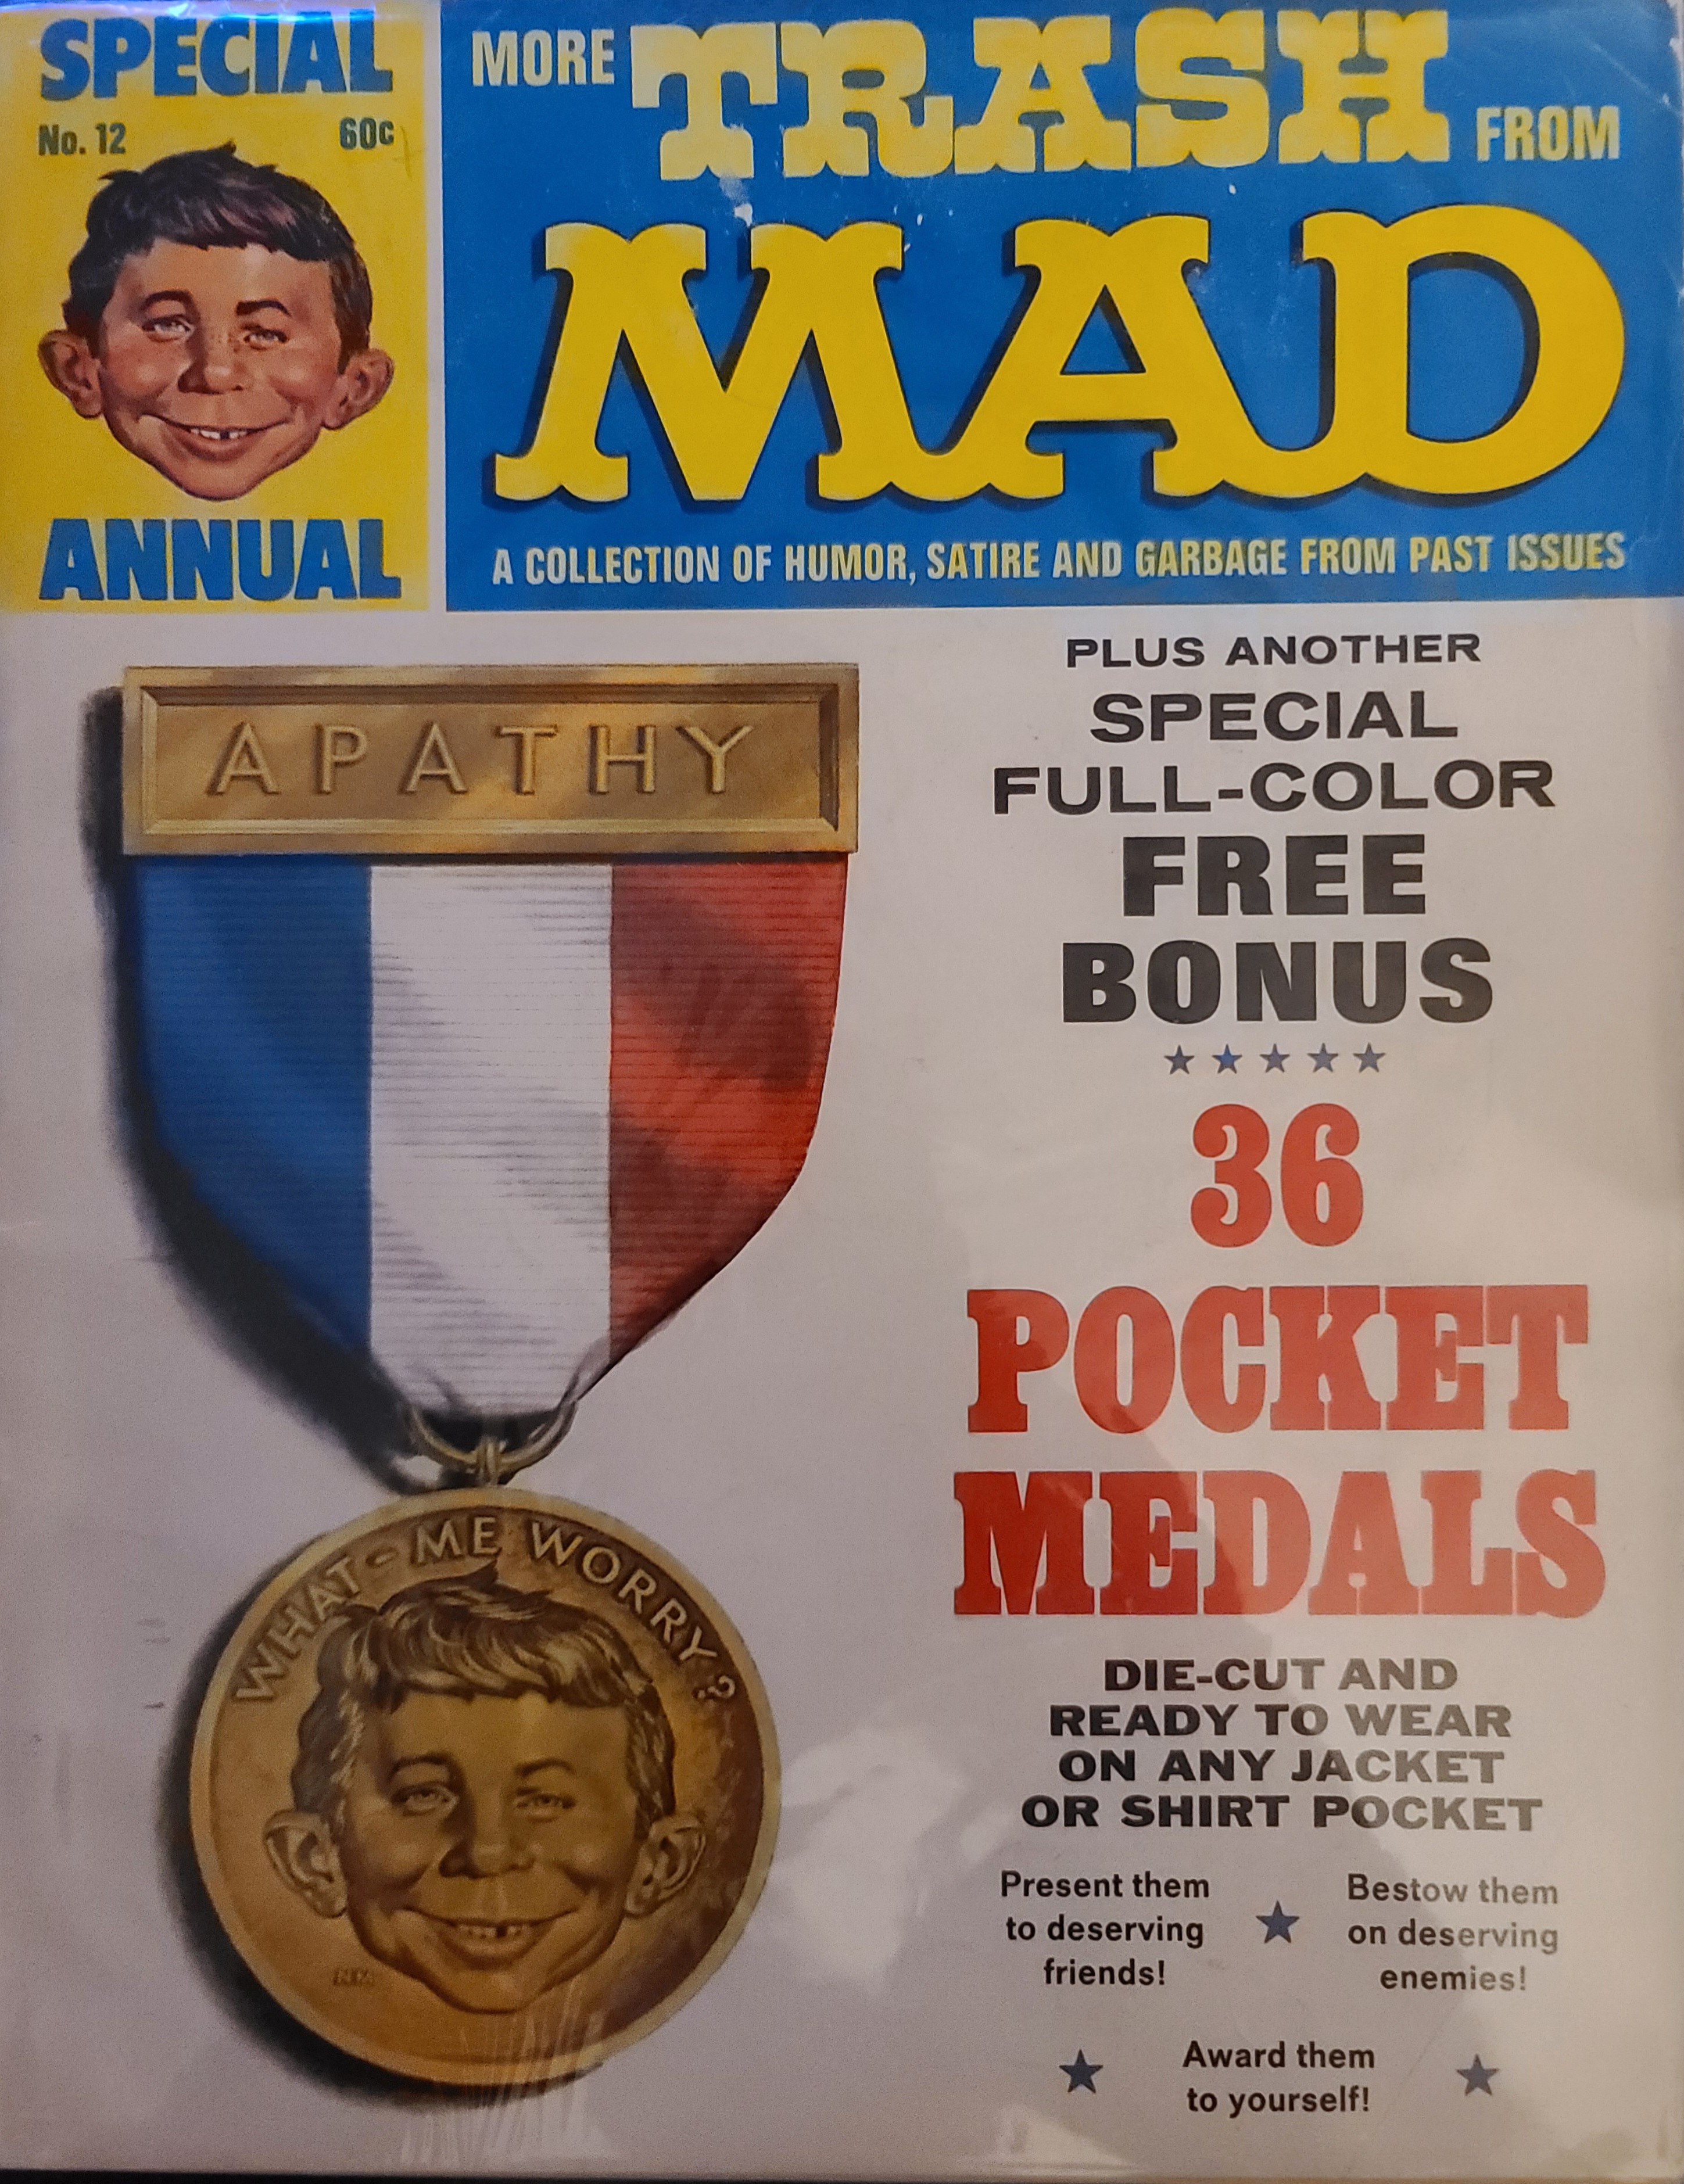 SPECIAL
No. 12 60c
ANNUAL
MORE TRASH FROM
MAD
A COLLECTION OF HUMOR, SATIRE AND GARBAGE FROM PAST ISSUES
APATHY
WHAT - ME WORRY?
PLUS ANOTHER
SPECIAL
FULL-COLOR
FREE
BONUS
36
POCKET
MEDALS
DIE-CUT AND
READY TO WEAR
ON ANY JACKET
OR SHIRT POCKET
Present them
to deserving
friends!
Bestow them
on deserving
enemies!
Award them
to yourself!